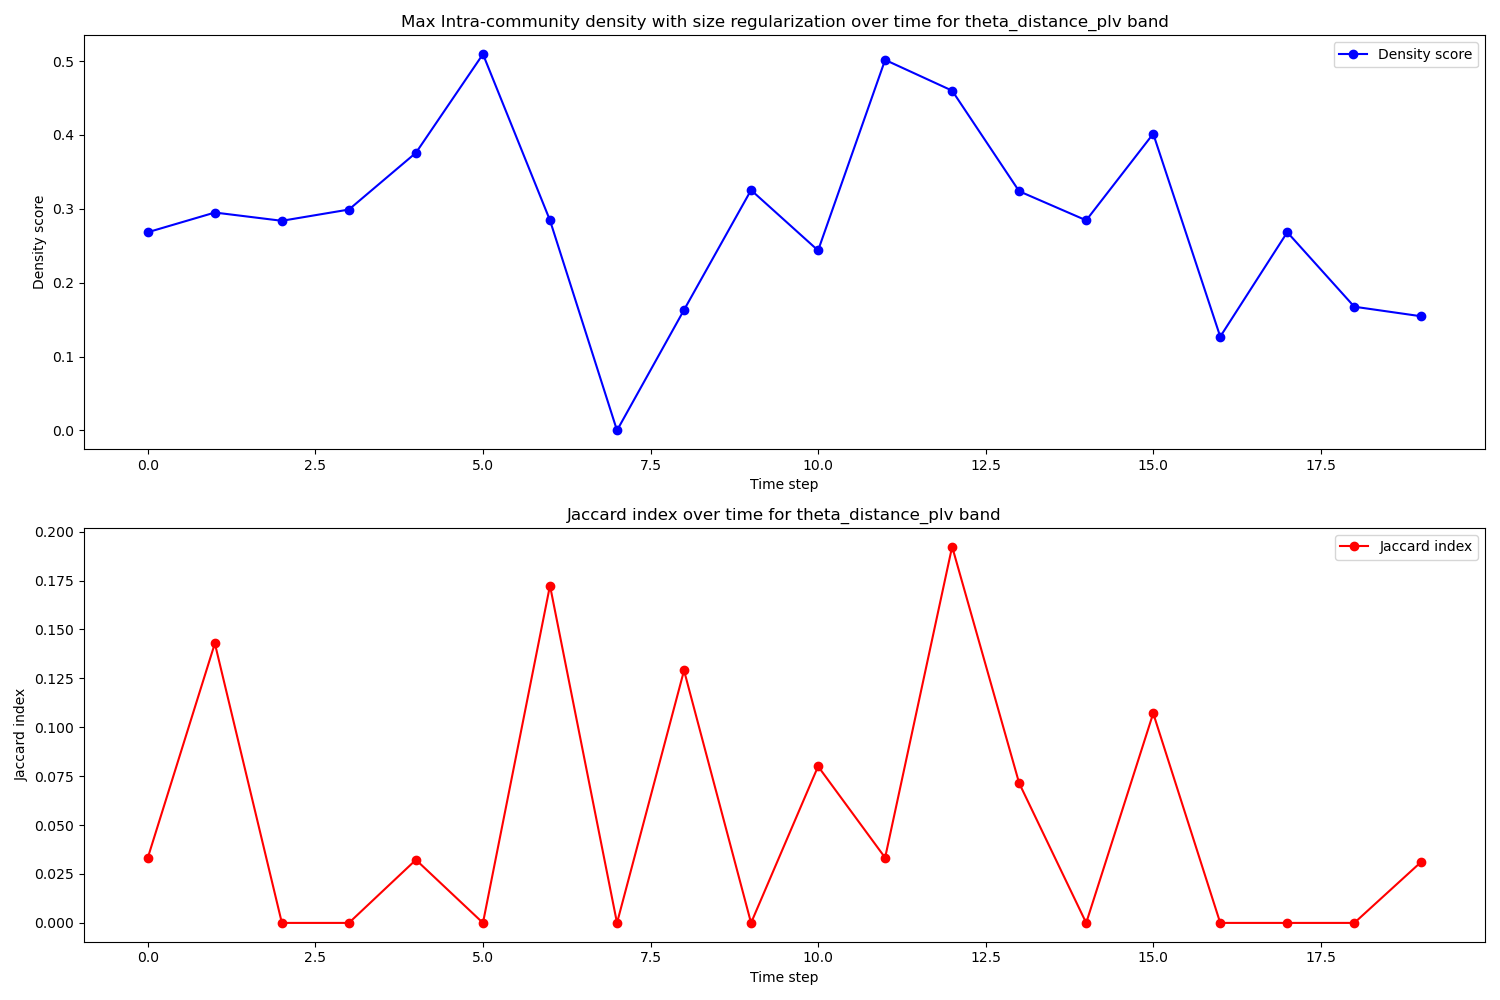 Max Intra-community density with size regularization over time for theta_distance_plv band
Density score
0.5
0.4
0.3
0.2
0.1
0.0
Density score
0.0 2.5 5.0 7.5 10.0 12.5 15.0 17.5
Time step
Jaccard index over time for theta_distance_plv band
Jaccard index
0.200
0.175
0.150
0.125
0.100
0.075
0.050
0.025
0.000
Jaccard index
0.0 2.5 5.0 7.5 10.0 12.5 15.0 17.5
Time step